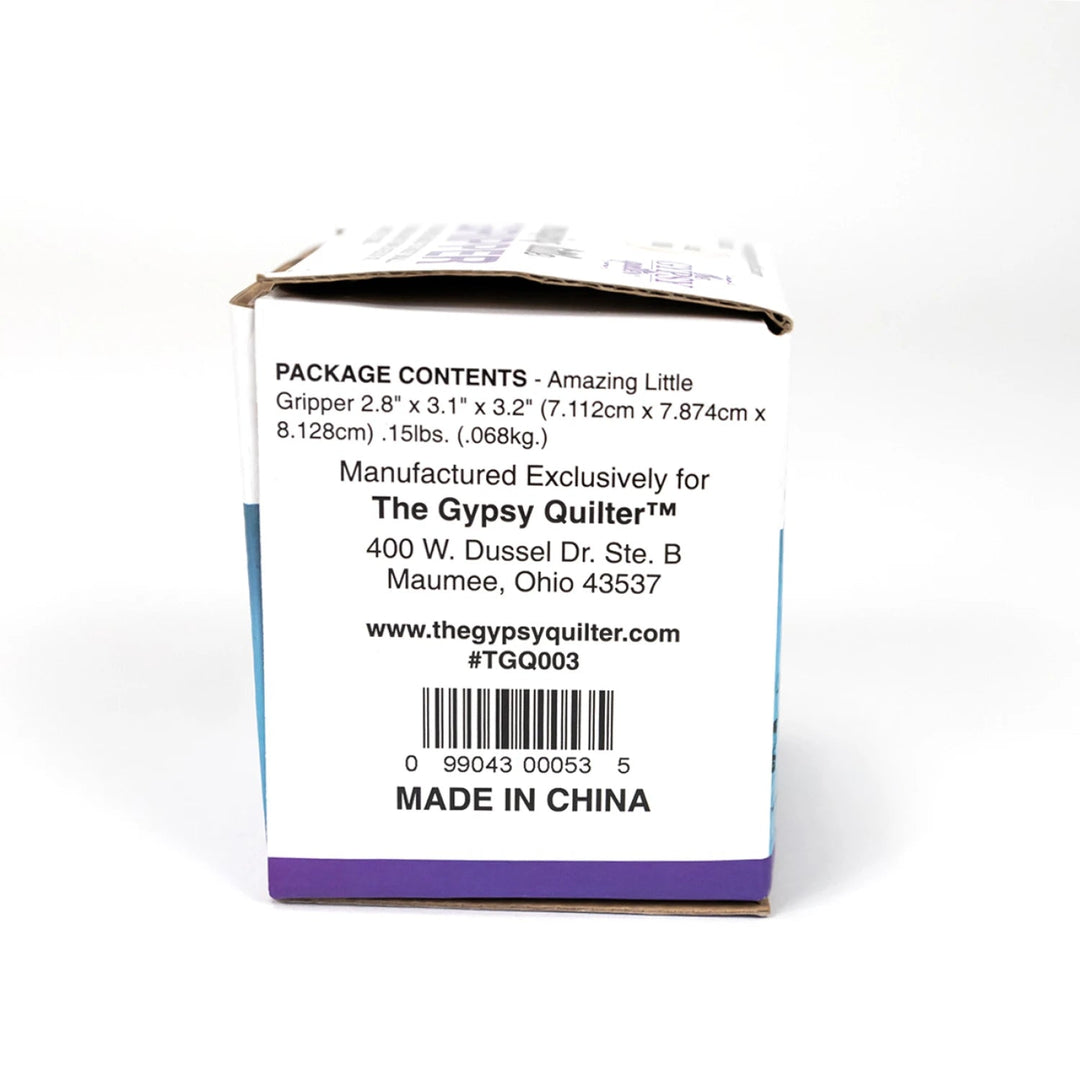 PACKAGE CONTENTS - Amazing Little
Gripper 2.8" x 3.1" x 3.2" (7.112cm x 7.874cm x
8.128cm) .15lbs. (.068kg.)
Manufactured Exclusively for
The Gypsy Quilter™
400 W. Dussel Dr. Ste. B
Maumee, Ohio 43537
www.thegypsyquilter.com
#TGQ003
0 99043 00053 5
MADE IN CHINA